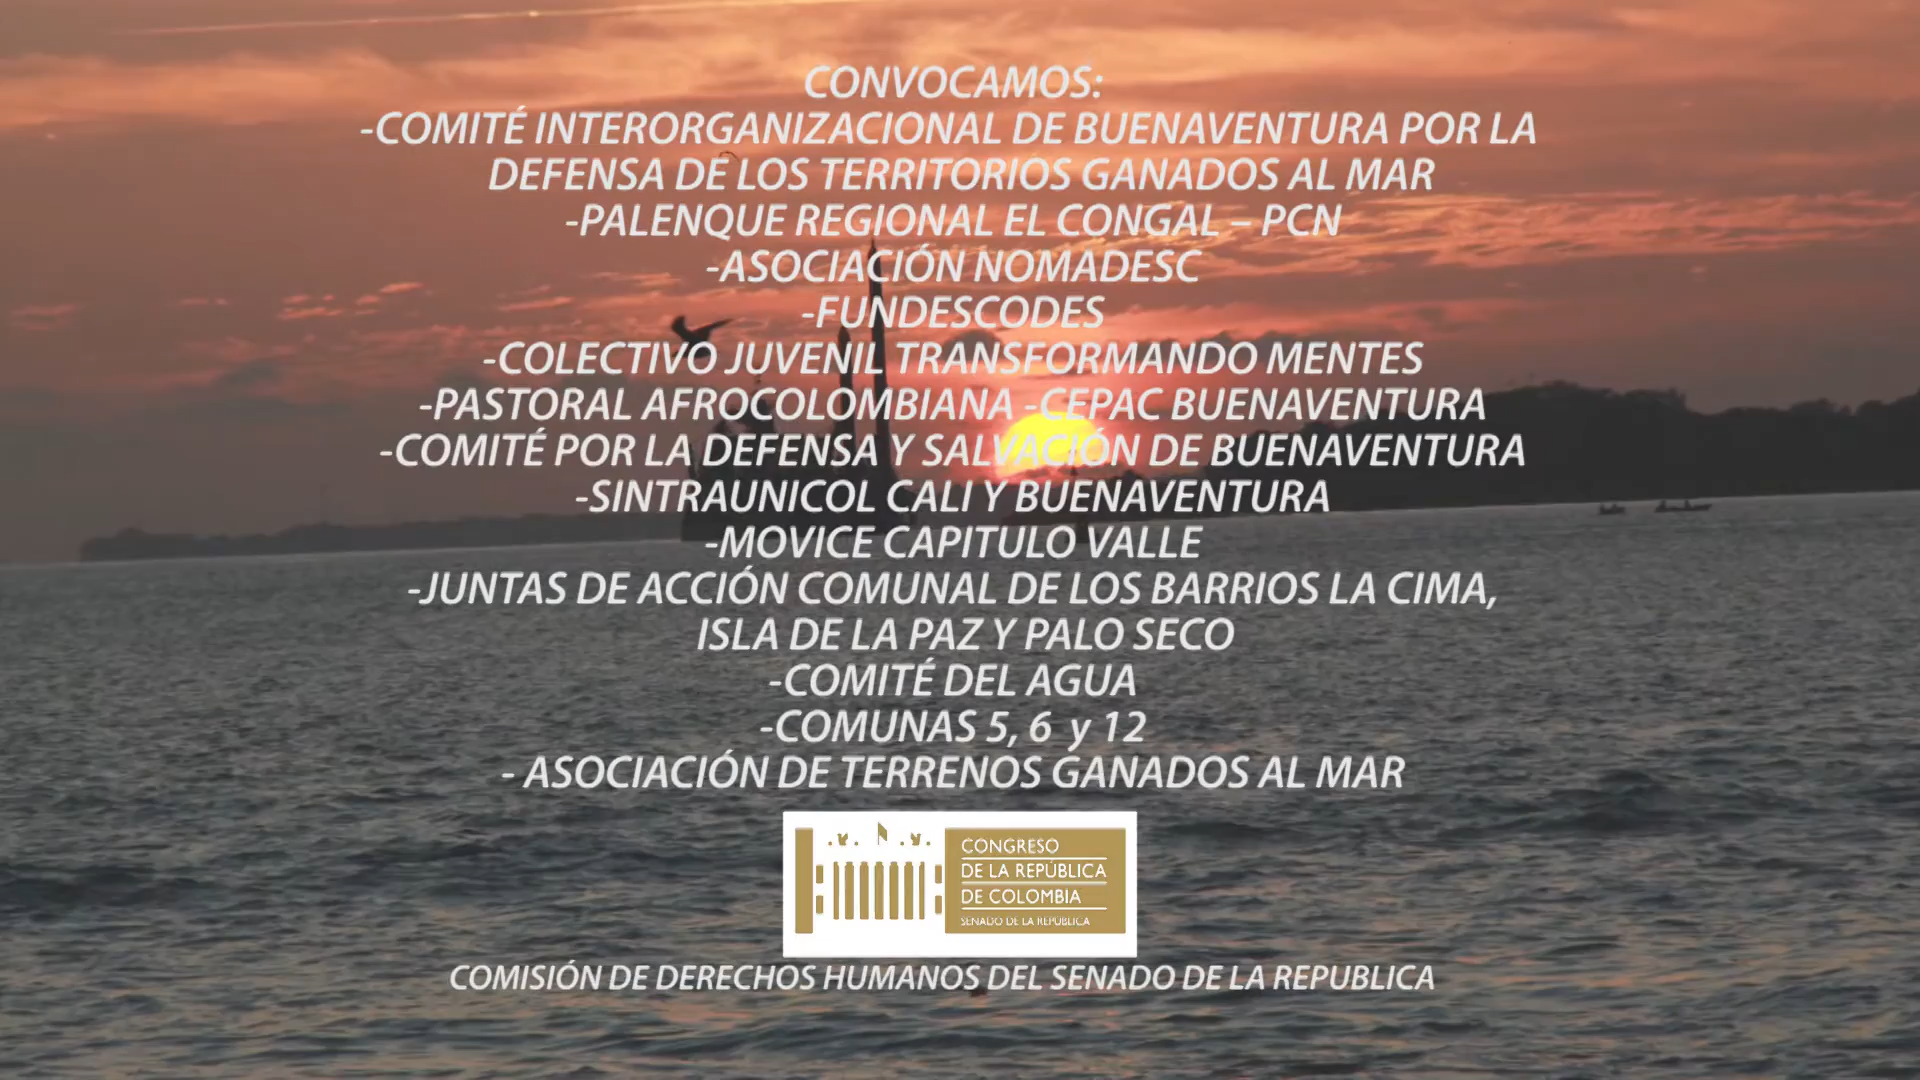 CONVOCAMOS:
-COMITÉ INTERORGANIZACIONAL DE BUENAVENTURA POR LA
DEFENSA DE LOS TERRITORIOS GANADOS AL MAR
-PALENQUE REGIONAL EL CONGAL – PCN
-ASOCIACIÓN NOMADESC
-FUNDESCODES
-COLECTIVO JUVENIL TRANSFORMANDO MENTES
-PASTORAL AFROCOLOMBIANA -CEPAC BUENAVENTURA
-COMITÉ POR LA DEFENSA Y SALVACIÓN DE BUENAVENTURA
-SINTRAUNICOL CALI Y BUENAVENTURA
-MOVICE CAPITULO VALLE
-JUNTAS DE ACCIÓN COMUNAL DE LOS BARRIOS LA CIMA,
ISLA DE LA PAZ Y PALO SECO
-COMITÉ DEL AGUA
-COMUNAS 5, 6 y 12
- ASOCIACIÓN DE TERRENOS GANADOS AL MAR
CONGRESO
DE LA REPÚBLICA
DE COLOMBIA
SENADO DE LA REPÚBLICA
COMISIÓN DE DERECHOS HUMANOS DEL SENADO DE LA REPUBLICA